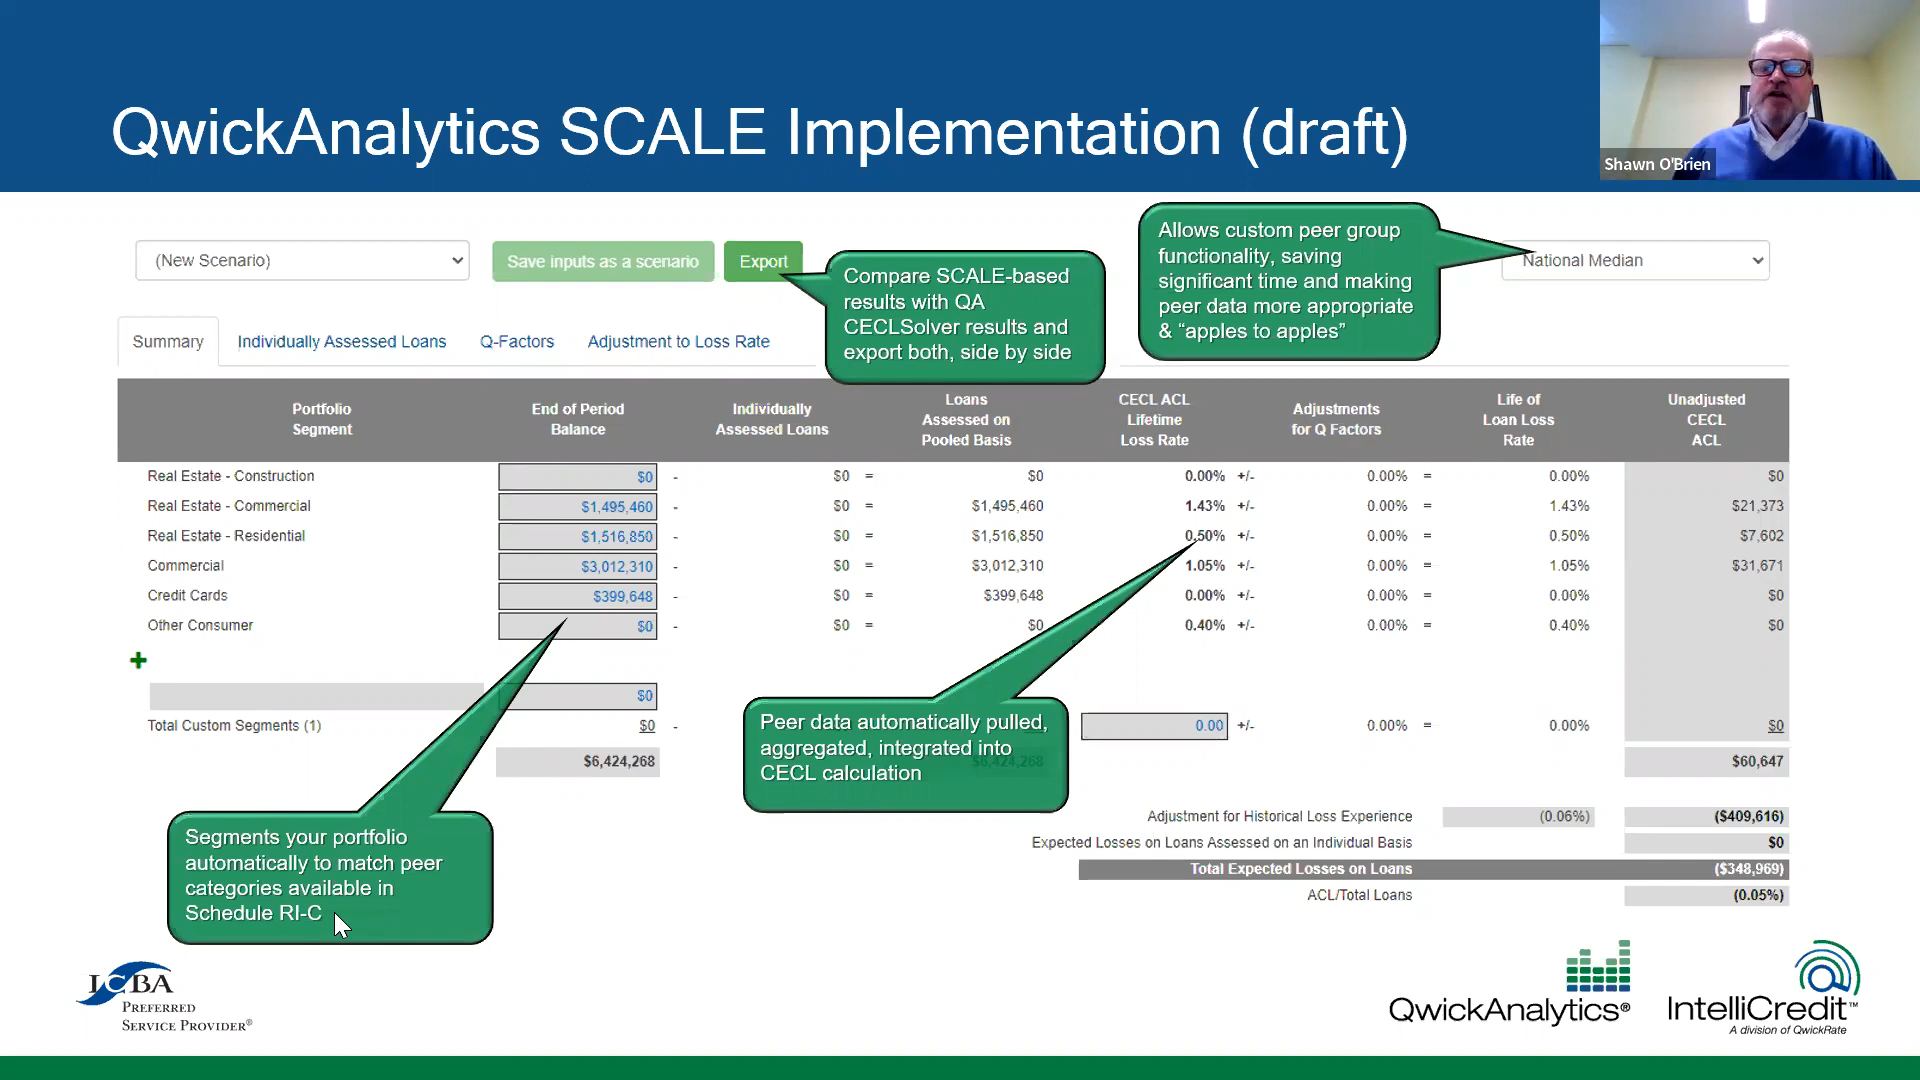 QwickAnalytics SCALE Implementation (draft)
Shawn O'Brien
(New Scenario)
Save inputs as a scenario
Export
Compare SCALE-based
results with QA
CECLSolver results and
export both, side by side
Allows custom peer group
functionality, saving
significant time and making
peer data more appropriate
& “apples to apples”
National Median
Summary Individually Assessed Loans Q-Factors Adjustment to Loss Rate
Portfolio
Segment
End of Period
Balance
Individually
Assessed Loans
Loans
Assessed on
Pooled Basis
CECL ACL
Lifetime
Loss Rate
Adjustments
for Q Factors
Life of
Loan Loss
Rate
Unadjusted
CECL
ACL
Real Estate - Construction $0 - $0 = $0 0.00% +/- 0.00% = 0.00% $0
Real Estate - Commercial $1,495,460 - $0 = $1,495,460 1.43% +/- 0.00% = 1.43% $21,373
Real Estate - Residential $1,516,850 - $0 = $1,516,850 0.50% +/- 0.00% = 0.50% $7,602
Commercial $3,012,310 - $0 = $3,012,310 1.05% +/- 0.00% = 1.05% $31,671
Credit Cards $399,648 - $0 = $399,648 0.00% +/- 0.00% = 0.00% $0
Other Consumer $0 - $0 = $0 0.40% +/- 0.00% = 0.40% $0
$0
Total Custom Segments (1) $0 - 0.00 +/- 0.00% = 0.00% $0
$6,424,268 $6,424,268 $60,647
Peer data automatically pulled,
aggregated, integrated into
CECL calculation
Segments your portfolio
automatically to match peer
categories available in
Schedule RI-C
Adjustment for Historical Loss Experience (0.06%) ($409,616)
Expected Losses on Loans Assessed on an Individual Basis $0
Total Expected Losses on Loans ($348,969)
ACL/Total Loans (0.05%)
ICBA
PREFERRED
SERVICE PROVIDER®
QwickAnalytics®
IntelliCredit™
A division of QwickRate